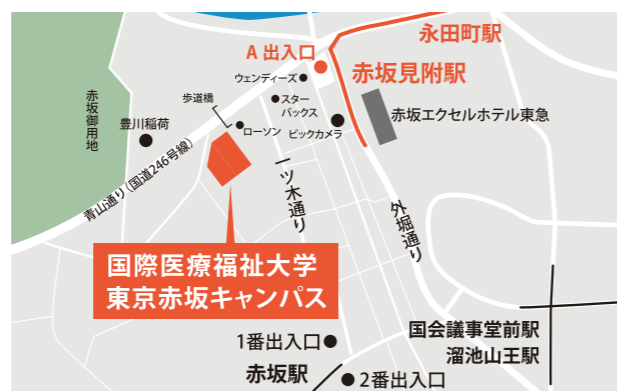 永田町駅
A 出入口
赤坂見附駅
ウェンディーズ
スター
バックス
歩道橋
ローソン
ビックカメラ
赤坂エクセルホテル東急
赤坂御用地
豊川稲荷
青山通り(国道246号線)
一ツ木通り
外堀通り
国際医療福祉大学
東京赤坂キャンパス
1番出入口
赤坂駅
2番出入口
国会議事堂前駅
溜池山王駅